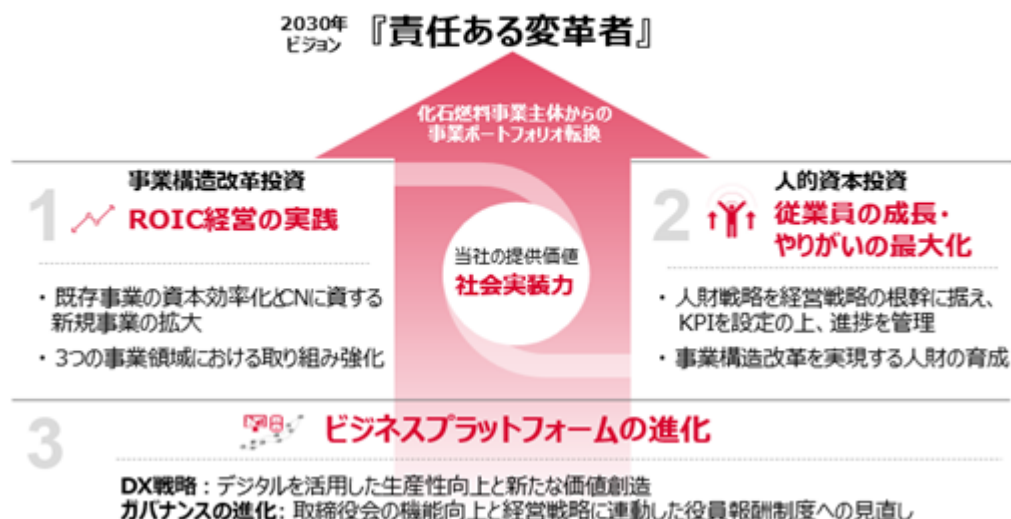 2030年
ビジョン
『責任ある変革者』
化石燃料事業主体からの
事業ポートフォリオ転換
1
事業構造改革投資
ROIC経営の実践
・既存事業の資本効率化とCNに資する
新規事業の拡大
・3つの事業領域における取り組み強化
当社の提供価値
社会実装力
2
人的資本投資
従業員の成長・
やりがいの最大化
・人財戦略を経営戦略の根幹に据え、
KPIを設定の上、進捗を管理
・事業構造改革を実現する人財の育成
3
ビジネスプラットフォームの進化
DX戦略：デジタルを活用した生産性向上と新たな価値創造
ガバナンスの進化：取締役会の機能向上と経営戦略に連動した役員報酬制度への見直し